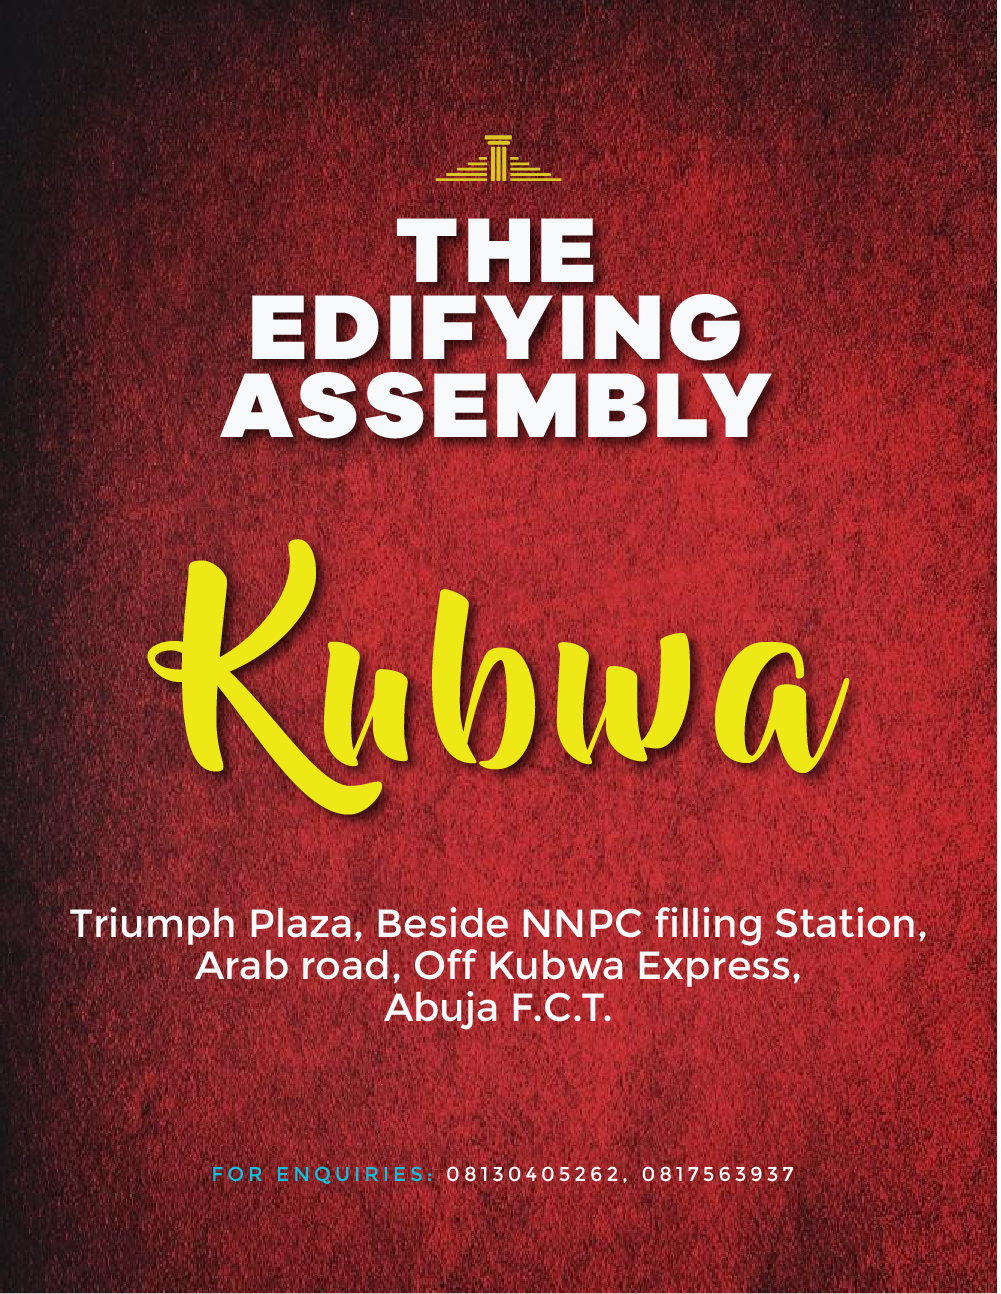 THE
EDIFYING
ASSEMBLY
Kubwa
Triumph Plaza, Beside NNPC filling Station,
Arab road, Off Kubwa Express,
Abuja F.C.T.
FOR ENQUIRIES: 08130405262, 0817563937